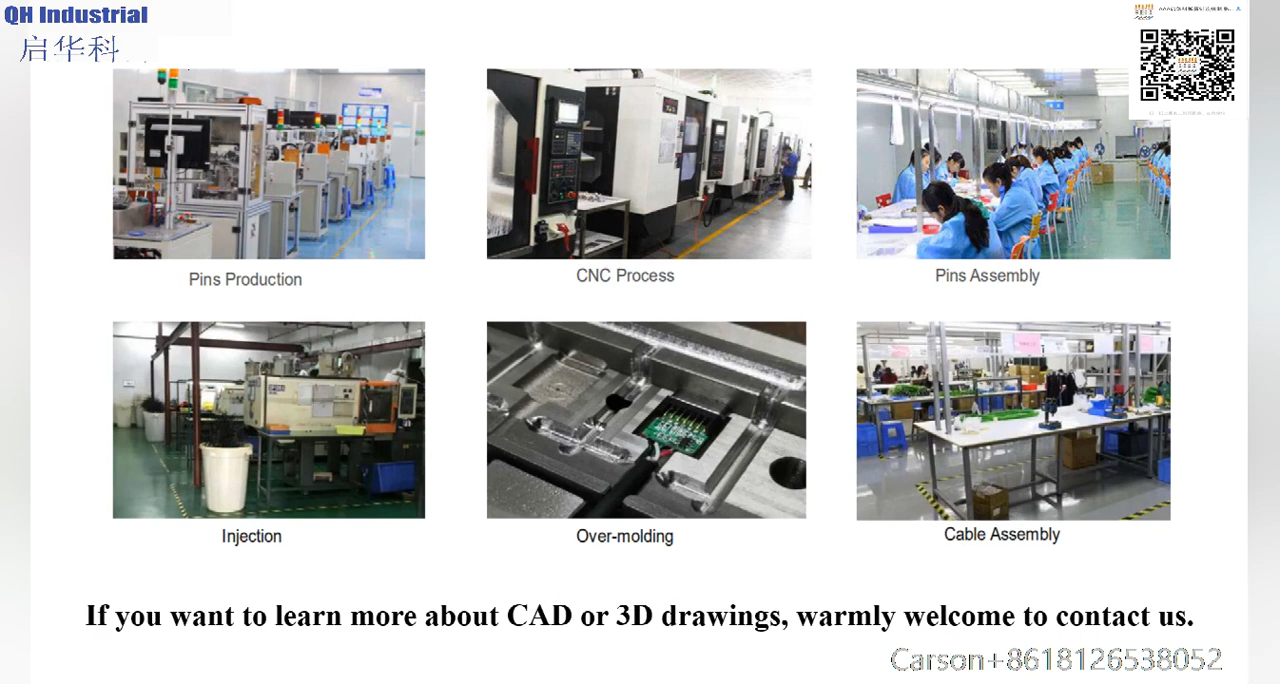 QH Industrial
启华科
Pins Production
CNC Process
Pins Assembly
Injection
Over-molding
Cable Assembly
If you want to learn more about CAD or 3D drawings, warmly welcome to contact us.
Carson+8618126538052